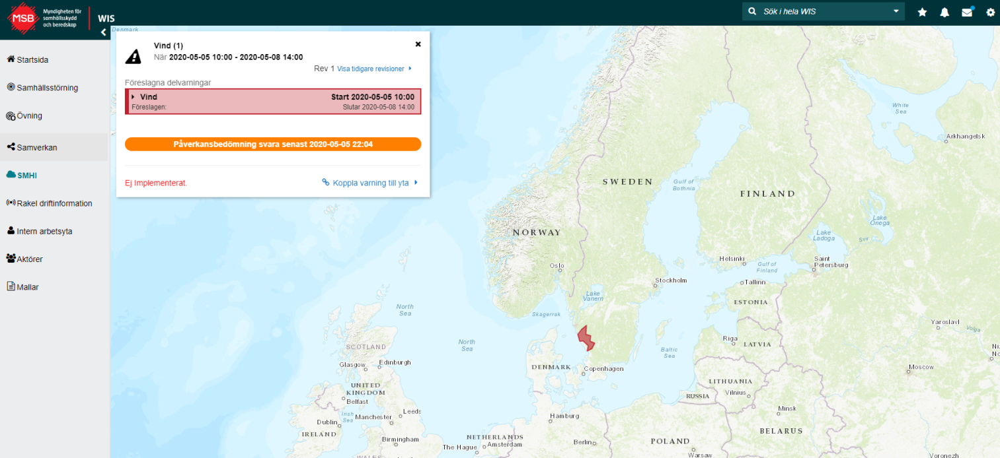 MSB
Myndigheten för
samhällsskydd
och beredskap
WIS
Sök i hela WIS
Startsida
Samhällsstörning
Övning
Samverkan
SMHI
Rakel driftinformation
Intern arbetsyta
Aktörer
Mallar
Denmark
Vind (1)
När 2020-05-05 10:00 - 2020-05-08 14:00
Rev 1 Visa tidigare revisioner
Föreslagna delvarningar
Vind Start 2020-05-05 10:00
Föreslagen: Slutar 2020-05-08 14:00
Påverkansbedömning svara senast 2020-05-05 22:04
Ej Implementerat. Koppla varning till yta
White
Sea
Arkhangelsk
SWEDEN
Gulf of
Bothnia
FINLAND
Lake
Onega
NORWAY
Lake
Ladoga
Svir
Helsinki
Gulf of
Finland
Saint
Petersburg
Oslo
Stockholm
Tallinn
Lake
Vanern
ESTONIA
North
Sea
Skagerrak
Yaroslavl
Volga
North
Sea
SCOTLAND
Riga
LATVIA
Baltic
Sea
Glasgow
Edinburgh
DENMARK
Copenhagen
Moscow
UNITED
KINGDOM
Belfast
LITHUANIA
RUSSIA
Vilnius
Minsk
Irish
Sea
Manchester
Leeds
Dublin
IRELAND
Hamburg
BELARUS
Birmingham
NETHERLANDS
Amsterdam
The Hague
Berlin
POLAND
Warsaw
WALES
Voronezh